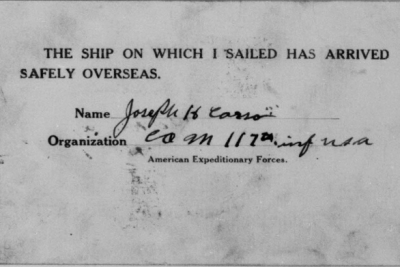 THE SHIP ON WHICH I SAILED HAS ARRIVED
SAFELY OVERSEAS.
Name Joseph H Carson
Organization Co M 117th inf usa
American Expeditionary Forces.